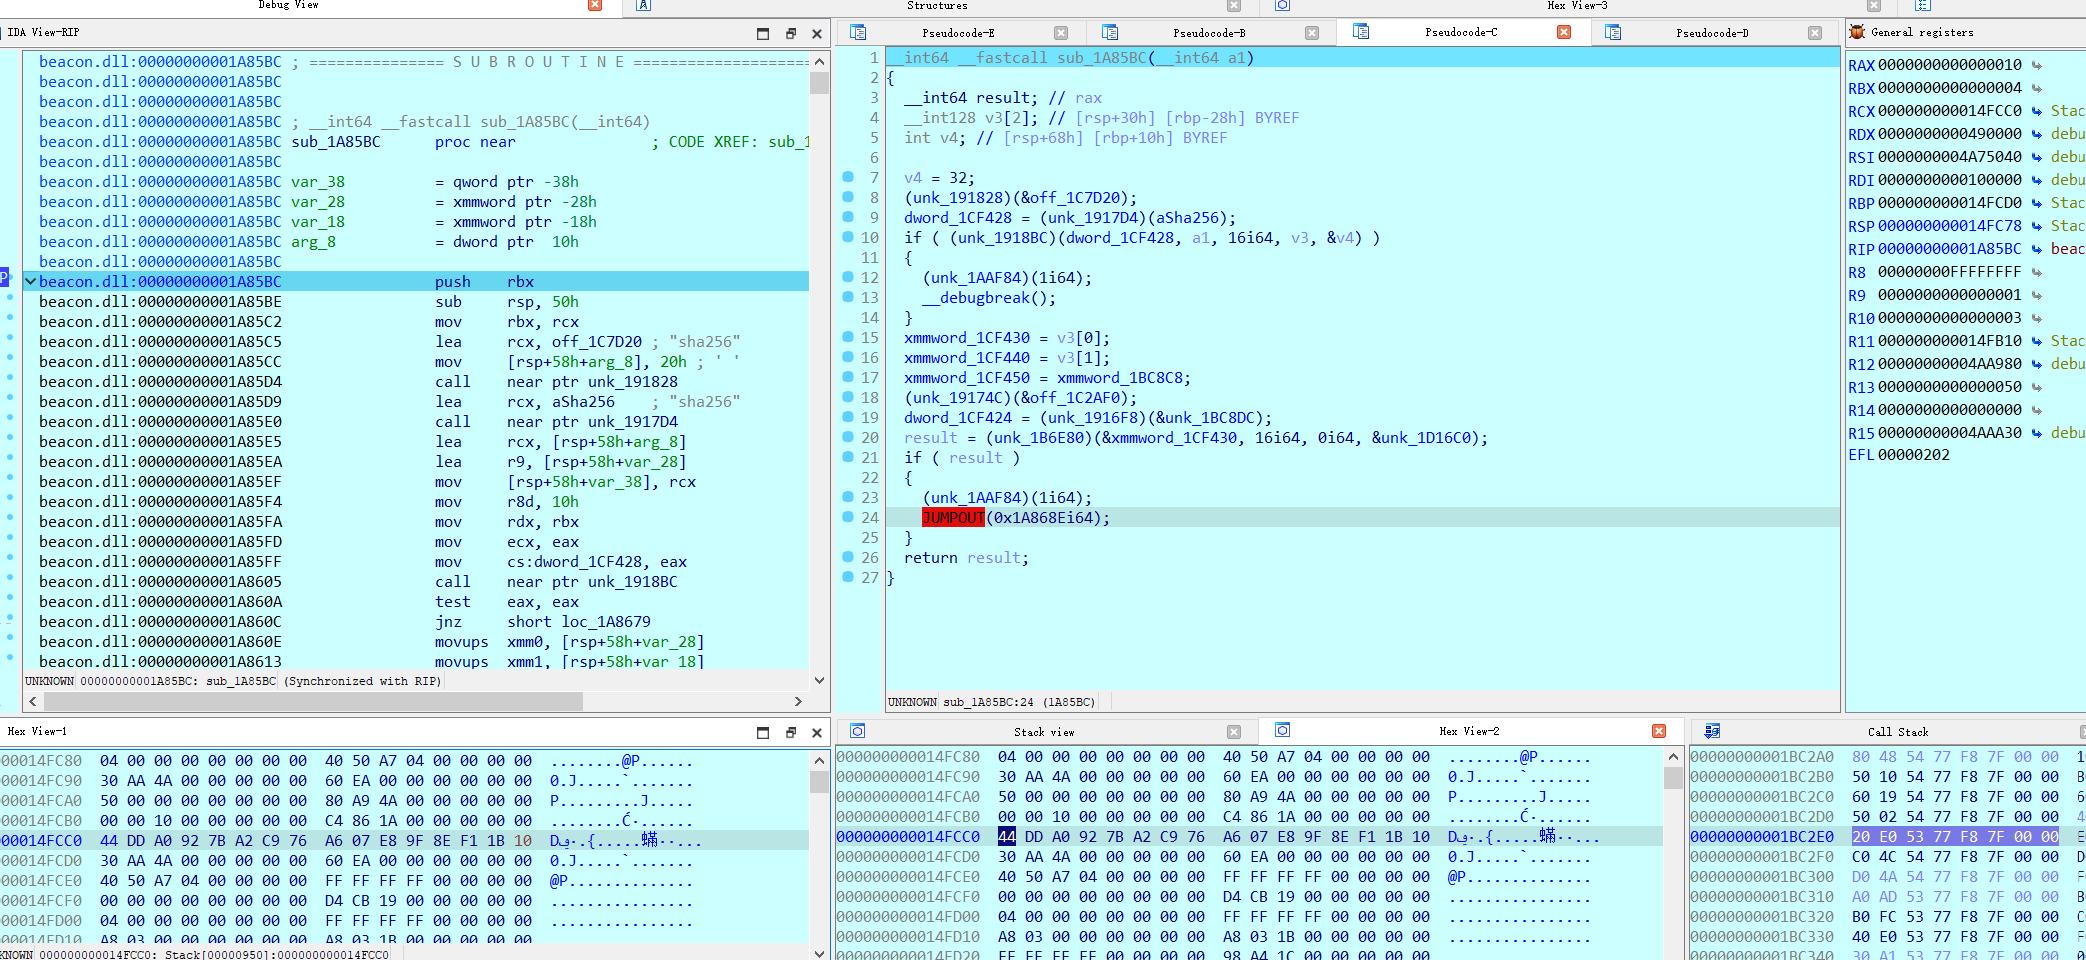 Debug View
Structures
Hex View-3
IDA View-RIP
beacon.dll:00000000001A85BC ; =============== S U B R O U T I N E =====================
beacon.dll:00000000001A85BC
beacon.dll:00000000001A85BC
beacon.dll:00000000001A85BC ; __int64 __fastcall sub_1A85BC(__int64)
beacon.dll:00000000001A85BC sub_1A85BC proc near ; CODE XREF: sub_1
beacon.dll:00000000001A85BC
beacon.dll:00000000001A85BC var_38 = qword ptr -38h
beacon.dll:00000000001A85BC var_28 = xmmword ptr -28h
beacon.dll:00000000001A85BC var_18 = xmmword ptr -18h
beacon.dll:00000000001A85BC arg_8 = dword ptr 10h
beacon.dll:00000000001A85BC
beacon.dll:00000000001A85BC push rbx
beacon.dll:00000000001A85BE sub rsp, 50h
beacon.dll:00000000001A85C2 mov rbx, rcx
beacon.dll:00000000001A85C5 lea rcx, off_1C7D20 ; "sha256"
beacon.dll:00000000001A85CC mov [rsp+58h+arg_8], 20h ; ' '
beacon.dll:00000000001A85D4 call near ptr unk_191828
beacon.dll:00000000001A85D9 lea rcx, aSha256 ; "sha256"
beacon.dll:00000000001A85E0 call near ptr unk_1917D4
beacon.dll:00000000001A85E5 lea rcx, [rsp+58h+arg_8]
beacon.dll:00000000001A85EA lea r9, [rsp+58h+var_28]
beacon.dll:00000000001A85EF mov [rsp+58h+var_38], rcx
beacon.dll:00000000001A85F4 mov r8d, 10h
beacon.dll:00000000001A85FA mov rdx, rbx
beacon.dll:00000000001A85FD mov ecx, eax
beacon.dll:00000000001A85FF mov cs:dword_1CF428, eax
beacon.dll:00000000001A8605 call near ptr unk_1918BC
beacon.dll:00000000001A860A test eax, eax
beacon.dll:00000000001A860C jnz short loc_1A8679
beacon.dll:00000000001A860E movups xmm0, [rsp+58h+var_28]
beacon.dll:00000000001A8613 movups xmm1, [rsp+58h+var_18]
UNKNOWN 00000000001A85BC: sub_1A85BC (Synchronized with RIP)
Pseudocode-E
Pseudocode-B
Pseudocode-C
Pseudocode-D
1 __int64 __fastcall sub_1A85BC(__int64 a1)
2 {
3 __int64 result; // rax
4 __int128 v3[2]; // [rsp+30h] [rbp-28h] BYREF
5 int v4; // [rsp+68h] [rbp+10h] BYREF
6
7 v4 = 32;
8 (unk_191828)(&off_1C7D20);
9 dword_1CF428 = (unk_1917D4)(aSha256);
10 if ( (unk_1918BC)(dword_1CF428, a1, 16i64, v3, &v4) )
11 {
12 (unk_1AAF84)(1i64);
13 __debugbreak();
14 }
15 xmmword_1CF430 = v3[0];
16 xmmword_1CF440 = v3[1];
17 xmmword_1CF450 = xmmword_1BC8C8;
18 (unk_19174C)(&off_1C2AF0);
19 dword_1CF424 = (unk_1916F8)(&unk_1BC8DC);
20 result = (unk_1B6E80)(&xmmword_1CF430, 16i64, 0i64, &unk_1D16C0);
21 if ( result )
22 {
23 (unk_1AAF84)(1i64);
24 JUMPOUT(0x1A868Ei64);
25 }
26 return result;
27 }
UNKNOWN sub_1A85BC:24 (1A85BC)
General registers
RAX 0000000000000010
RBX 0000000000000004
RCX 000000000014FCC0 Stac
RDX 0000000000490000 debu
RSI 0000000004A75040 debu
RDI 0000000000100000 debu
RBP 000000000014FCD0 Stac
RSP 000000000014FC78 Stac
RIP 00000000001A85BC beac
R8 00000000FFFFFFFF
R9 0000000000000001
R10 0000000000000003
R11 000000000014FB10 Stac
R12 00000000004AA980 debu
R13 0000000000000050
R14 0000000000000000
R15 00000000004AAA30 debu
EFL 00000202
Hex View-1
000014FC80 04 00 00 00 00 00 00 00 40 50 A7 04 00 00 00 00 ........@P......
000014FC90 30 AA 4A 00 00 00 00 00 60 EA 00 00 00 00 00 00 0.J.....`.......
000014FCA0 50 00 00 00 00 00 00 00 80 A9 4A 00 00 00 00 00 P.........J.....
000014FCB0 00 00 10 00 00 00 00 00 C4 86 1A 00 00 00 00 00
000014FCC0 44 DD A0 92 7B A2 C9 76 A6 07 E8 9F 8E F1 1B 10
000014FCD0 30 AA 4A 00 00 00 00 00 60 EA 00 00 00 00 00 00 0.J.....`.......
000014FCE0 40 50 A7 04 00 00 00 00 FF FF FF FF 00 00 00 00 @P..............
000014FCF0 00 00 00 00 00 00 00 00 D4 CB 19 00 00 00 00 00 ................
000014FD00 04 00 00 00 00 00 00 00 FF FF FF FF 00 00 00 00 ................
000014FD10 A8 03 00 00 00 00 00 00 A8 03 1B 00 00 00 00 00
KNOWN 000000000014FCC0: Stack[00000950]:000000000014FCC0
Stack view
Hex View-2
000000000014FC80 04 00 00 00 00 00 00 00 40 50 A7 04 00 00 00 00 ........@P......
000000000014FC90 30 AA 4A 00 00 00 00 00 60 EA 00 00 00 00 00 00 0.J.....`.......
000000000014FCA0 50 00 00 00 00 00 00 00 80 A9 4A 00 00 00 00 00 P.........J.....
000000000014FCB0 00 00 10 00 00 00 00 00 C4 86 1A 00 00 00 00 00
000000000014FCC0 44 DD A0 92 7B A2 C9 76 A6 07 E8 9F 8E F1 1B 10
000000000014FCD0 30 AA 4A 00 00 00 00 00 60 EA 00 00 00 00 00 00 0.J.....`.......
000000000014FCE0 40 50 A7 04 00 00 00 00 FF FF FF FF 00 00 00 00 @P..............
000000000014FCF0 00 00 00 00 00 00 00 00 D4 CB 19 00 00 00 00 00 ................
000000000014FD00 04 00 00 00 00 00 00 00 FF FF FF FF 00 00 00 00 ................
000000000014FD10 A8 03 00 00 00 00 00 00 A8 03 1B 00 00 00 00 00 ................
000000000014FD20 FF FF FF FF 00 00 00 00 98 A4 1C 00 00 00 00 00
Call Stack
00000000001BC2A0 80 48 54 77 F8 7F 00 00
00000000001BC2B0 50 10 54 77 F8 7F 00 00
00000000001BC2C0 60 19 54 77 F8 7F 00 00
00000000001BC2D0 50 02 54 77 F8 7F 00 00
00000000001BC2E0 20 E0 53 77 F8 7F 00 00
00000000001BC2F0 C0 4C 54 77 F8 7F 00 00
00000000001BC300 D0 4A 54 77 F8 7F 00 00
00000000001BC310 A0 AD 53 77 F8 7F 00 00
00000000001BC320 B0 FC 53 77 F8 7F 00 00
00000000001BC330 40 E0 53 77 F8 7F 00 00
00000000001BC340 30 A1 53 77 F8 7F 00 00